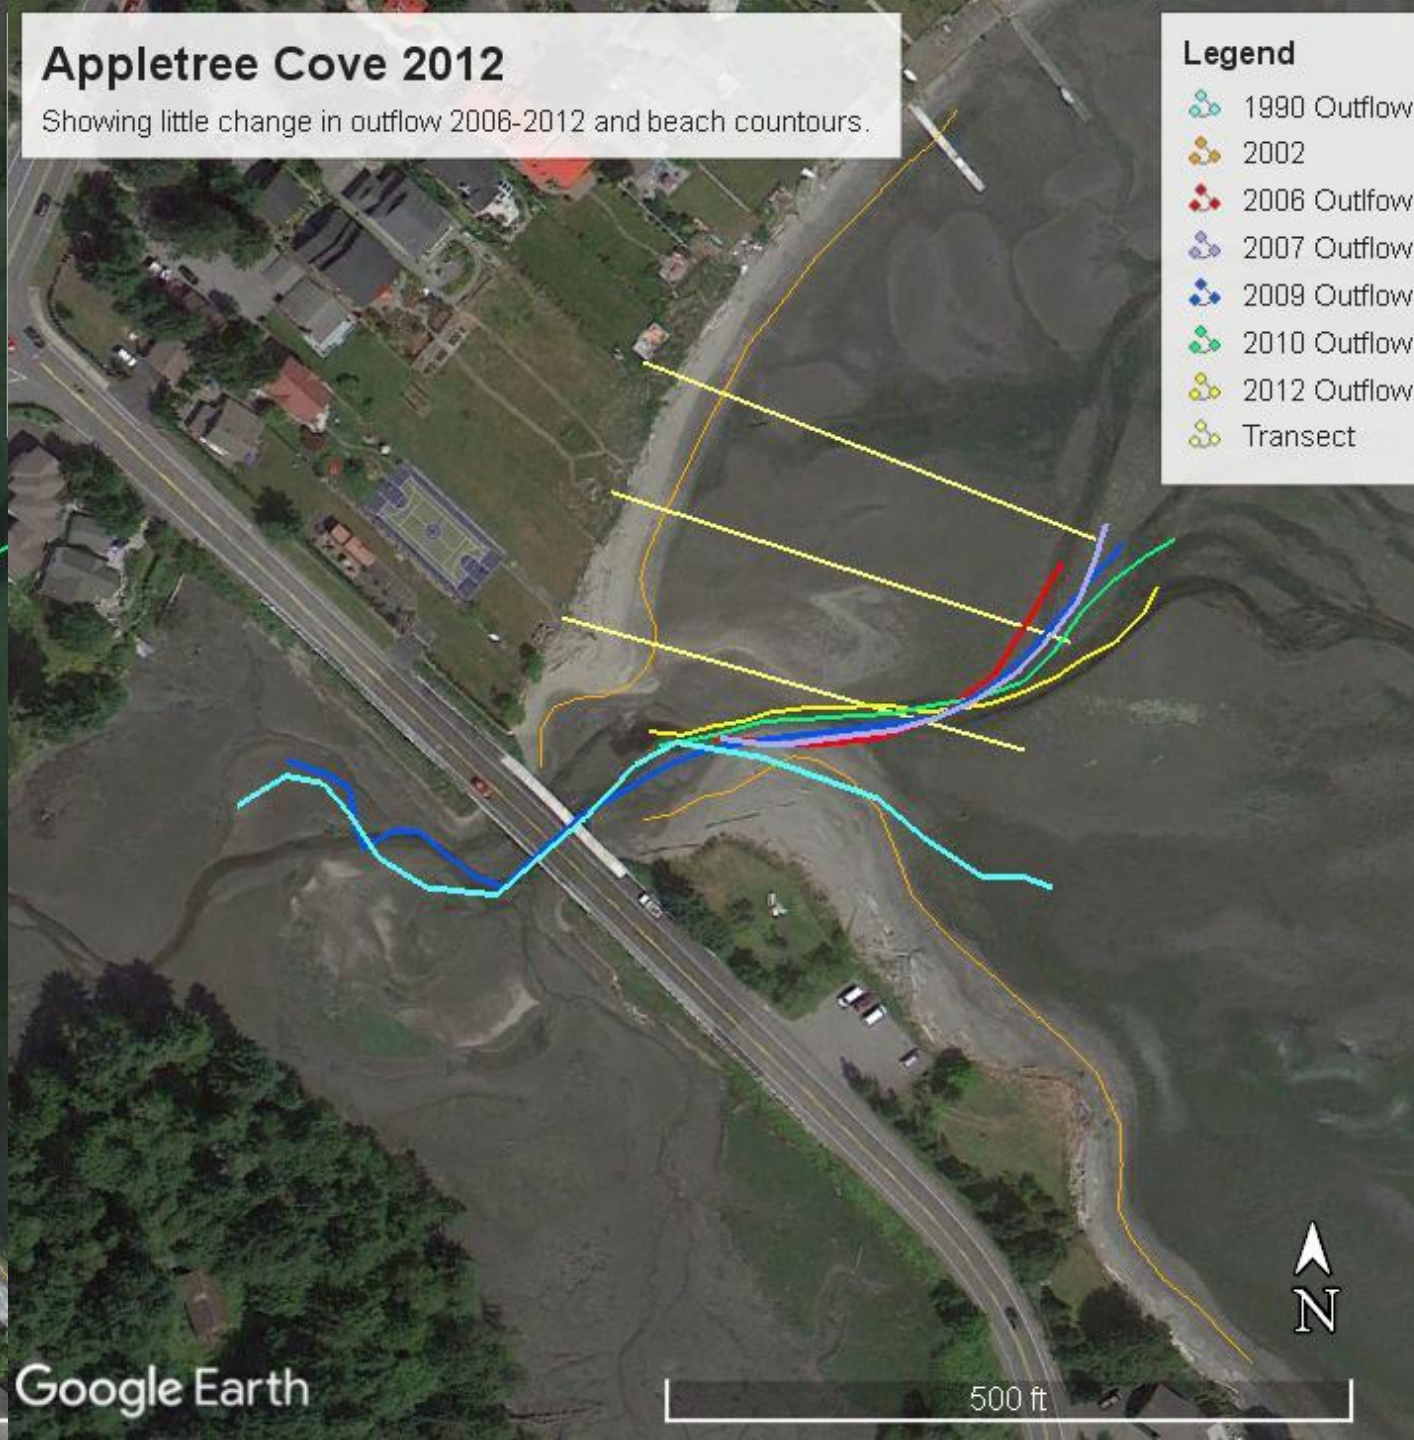 Appletree Cove 2012
Showing little change in outflow 2006-2012 and beach countours.
Legend
1990 Outflow
2002
2006 Outlfow
2007 Outflow
2009 Outflow
2010 Outflow
2012 Outflow
Transect
N
Google Earth
500 ft